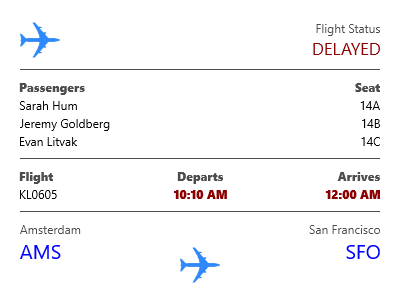 Flight Status
DELAYED
Passengers Seat
Sarah Hum 14A
Jeremy Goldberg 14B
Evan Litvak 14C
Flight Departs Arrives
KL0605 10:10 AM 12:00 AM
Amsterdam San Francisco
AMS SFO